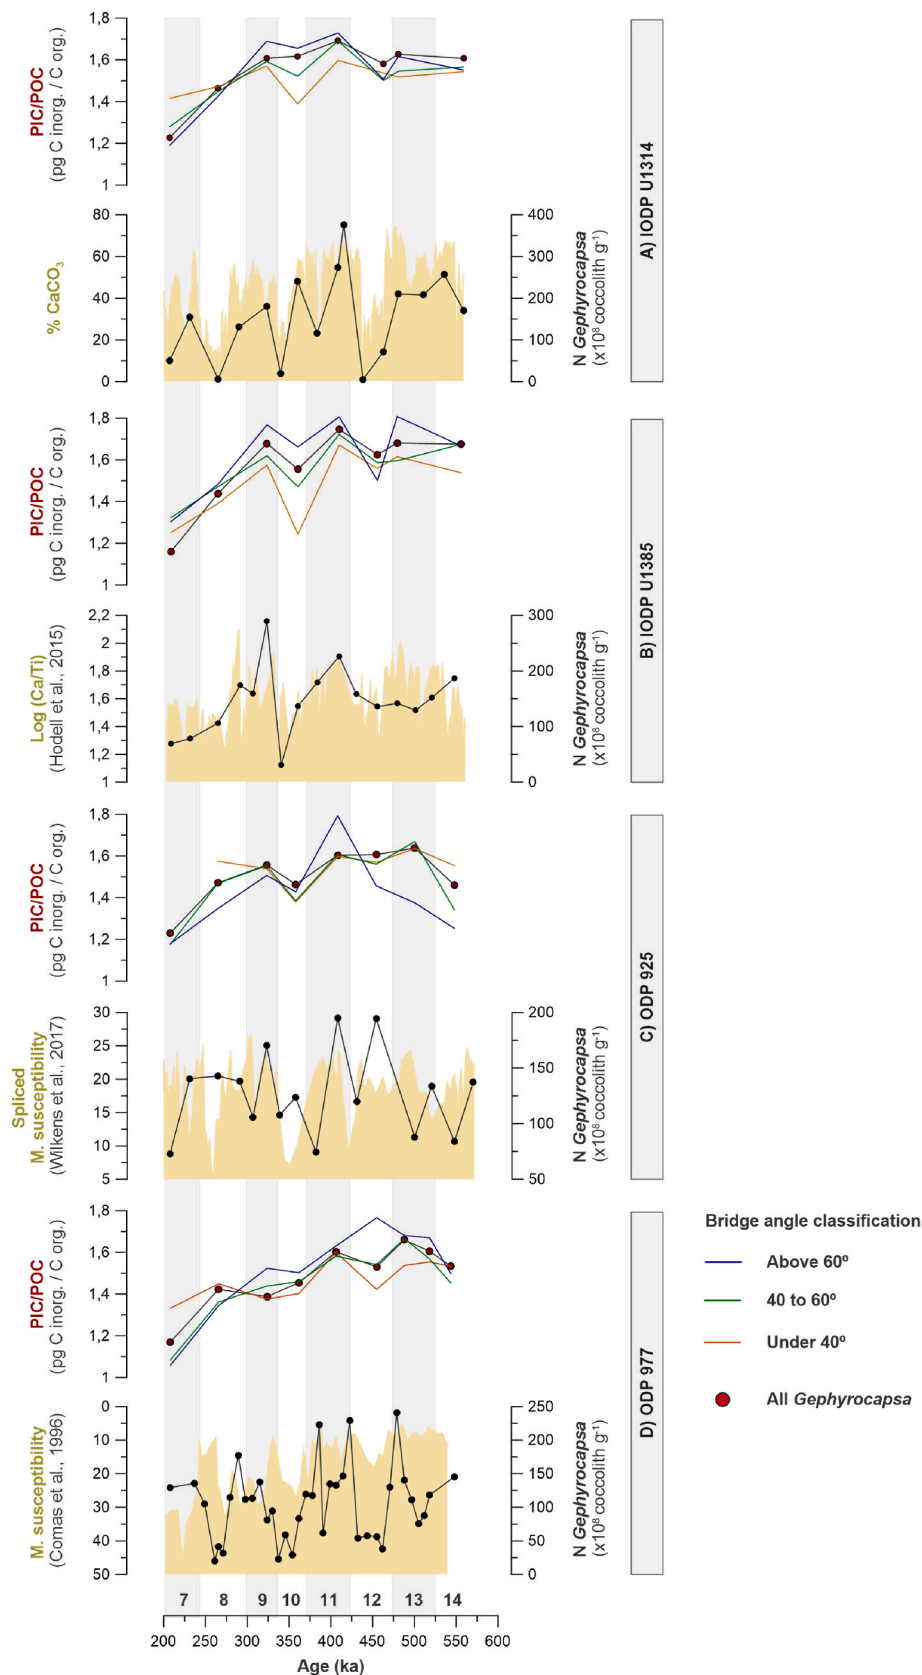 1,8
1,6
1,4
1,2
1
PIC/POC
(pg C inorg. / C org.)
80
60
40
20
0
% CaCO₃
400
300
200
100
0
N Gephyrocapsa
(x10⁸ coccolith g⁻¹)
A) IODP U1314
1,8
1,6
1,4
1,2
1
PIC/POC
(pg C inorg. / C org.)
2,2
2
1,8
1,6
1,4
1,2
1
Log (Ca/Ti)
(Hodell et al., 2015)
300
200
100
0
N Gephyrocapsa
(x10⁸ coccolith g⁻¹)
B) IODP U1385
1,8
1,6
1,4
1,2
1
PIC/POC
(pg C inorg. / C org.)
30
25
20
15
10
5
Spliced
M. susceptibility
(Wilkens et al., 2017)
200
150
100
50
N Gephyrocapsa
(x10⁸ coccolith g⁻¹)
C) ODP 925
1,8
1,6
1,4
1,2
1
PIC/POC
(pg C inorg. / C org.)
0
10
20
30
40
50
M. susceptibility
(Comas et al., 1996)
250
200
150
100
50
0
N Gephyrocapsa
(x10⁸ coccolith g⁻¹)
D) ODP 977
Bridge angle classification
Above 60º
40 to 60º
Under 40º
All Gephyrocapsa
7 8 9 10 11 12 13 14
200 250 300 350 400 450 500 550 600
Age (ka)